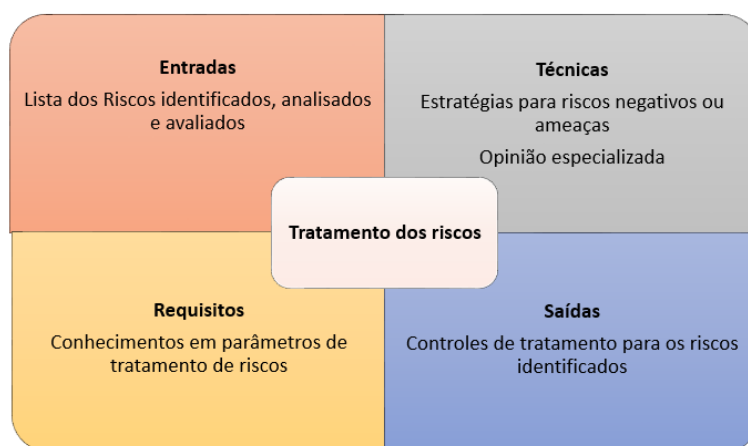 Entradas
Lista dos Riscos identificados, analisados
e avaliados
Técnicas
Estratégias para riscos negativos ou
ameaças
Opinião especializada
Tratamento dos riscos
Requisitos
Conhecimentos em parâmetros de
tratamento de riscos
Saídas
Controles de tratamento para os riscos
identificados